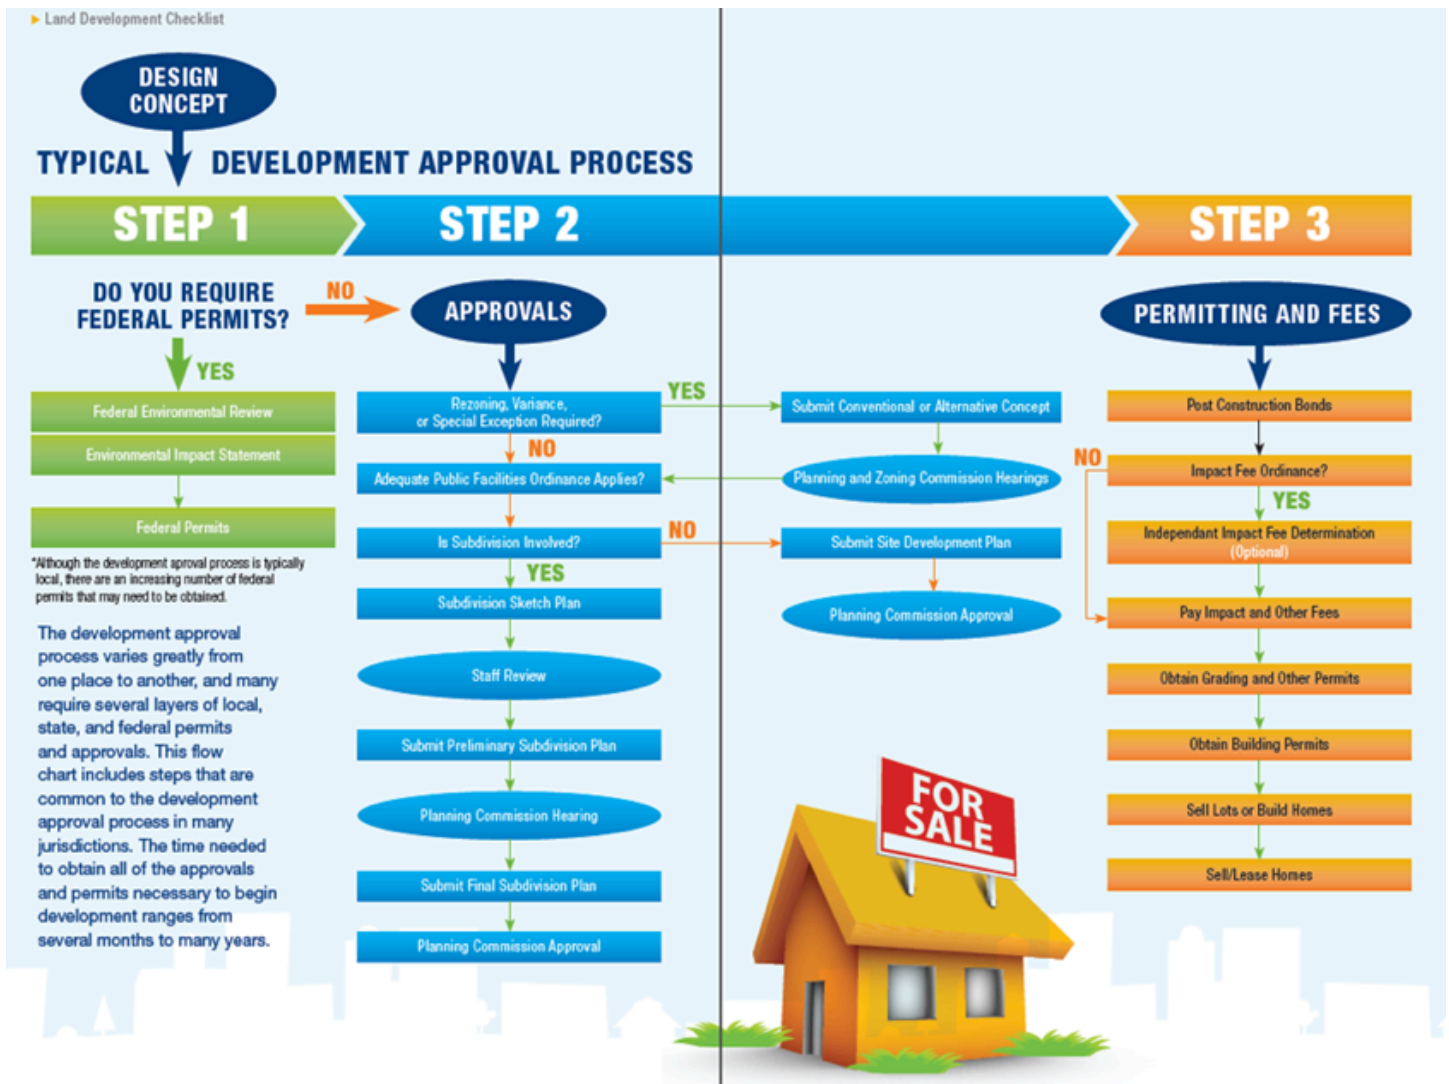 ▶ Land Development Checklist
DESIGN
CONCEPT
TYPICAL DEVELOPMENT APPROVAL PROCESS
STEP 1
STEP 2
STEP 3
DO YOU REQUIRE
FEDERAL PERMITS?
NO
YES
Federal Environmental Review
Environmental Impact Statement
Federal Permits
*Although the development aproval process is typically
local, there are an increasing number of federal
permits that may need to be obtained.
The development approval
process varies greatly from
one place to another, and many
require several layers of local,
state, and federal permits
and approvals. This flow
chart includes steps that are
common to the development
approval process in many
jurisdictions. The time needed
to obtain all of the approvals
and permits necessary to begin
development ranges from
several months to many years.
APPROVALS
Rezoning, Variance,
or Special Exception Required?
YES
NO
Submit Conventional or Alternative Concept
Planning and Zoning Commission Hearings
Adequate Public Facilities Ordinance Applies?
Is Subdivision Involved?
NO
YES
Submit Site Development Plan
Planning Commission Approval
Subdivision Sketch Plan
Staff Review
Submit Preliminary Subdivision Plan
Planning Commission Hearing
Submit Final Subdivision Plan
Planning Commission Approval
FOR
SALE
PERMITTING AND FEES
Post Construction Bonds
NO
Impact Fee Ordinance?
YES
Independant Impact Fee Determination
(Optional)
Pay Impact and Other Fees
Obtain Grading and Other Permits
Obtain Building Permits
Sell Lots or Build Homes
Sell/Lease Homes